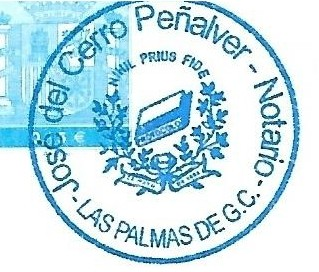 José del Cerro Peñalver - Notario -
LAS PALMAS DE G.C. -
NIHIL PRIUS FIDE
€